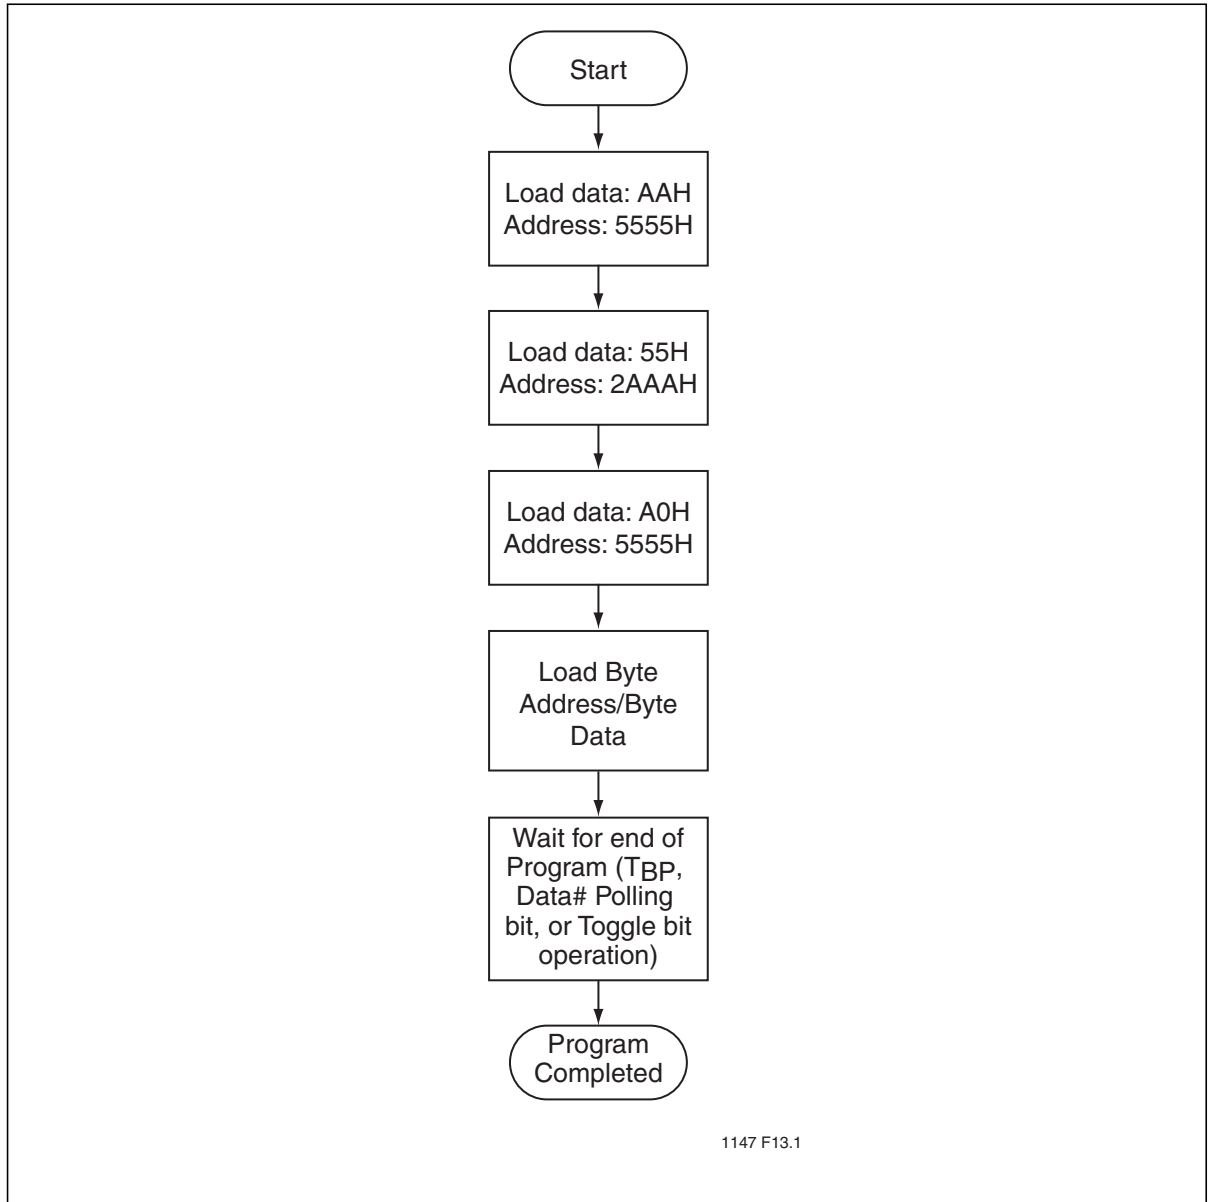 Start
Load data: AAH
Address: 5555H
Load data: 55H
Address: 2AAAH
Load data: A0H
Address: 5555H
Load Byte
Address/Byte
Data
Wait for end of
Program (TBP,
Data# Polling
bit, or Toggle bit
operation)
Program
Completed
1147 F13.1